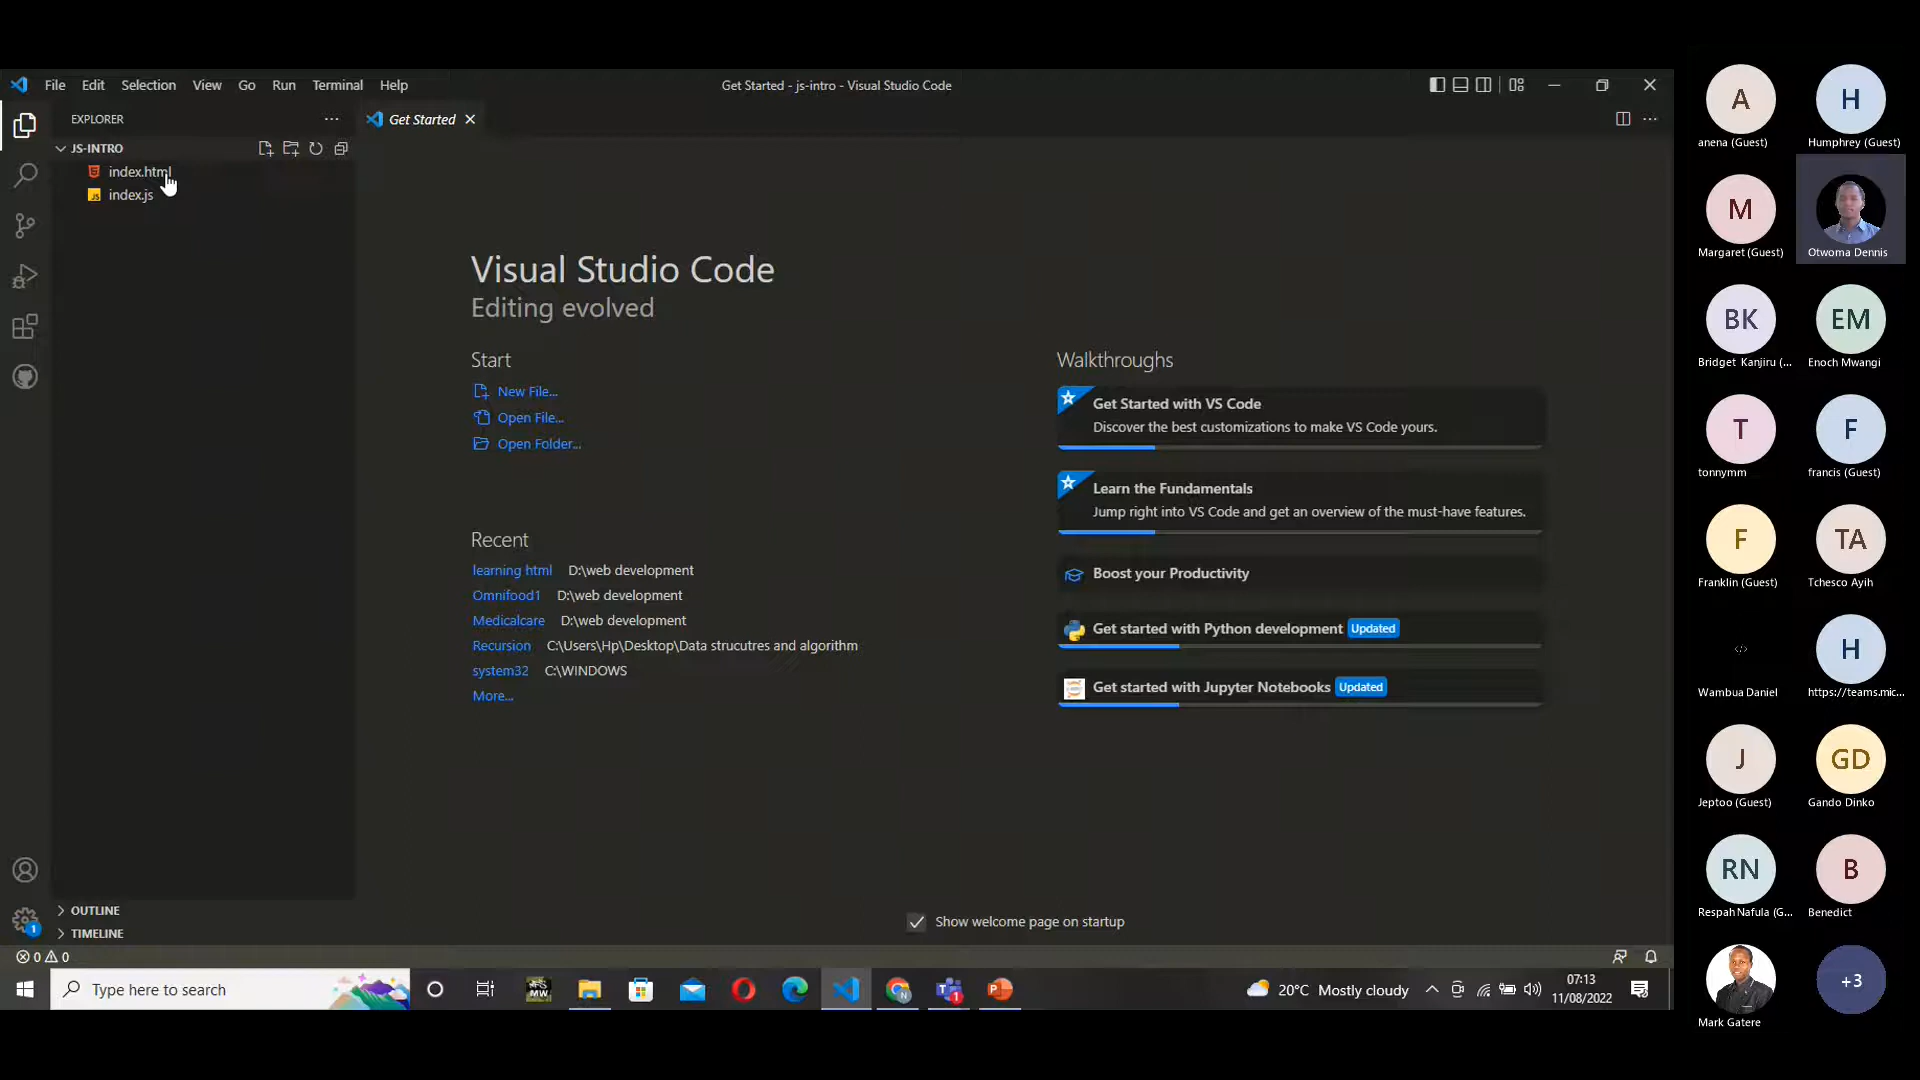 File Edit Selection View Go Run Terminal Help
Get Started - js-intro - Visual Studio Code
EXPLORER
Get Started
JS-INTRO
index.html
JS index.js
Visual Studio Code
Editing evolved
Start
New File...
Open File...
Open Folder...
Recent
learning html D:\web development
Omnifood1 D:\web development
Medicalcare D:\web development
Recursion C:\Users\Hp\Desktop\Data strucutres and algorithm
system32 C:\WINDOWS
More...
Walkthroughs
Get Started with VS Code
Discover the best customizations to make VS Code yours.
Learn the Fundamentals
Jump right into VS Code and get an overview of the must-have features.
Boost your Productivity
Get started with Python development Updated
Get started with Jupyter Notebooks Updated
Show welcome page on startup
OUTLINE
TIMELINE
1
0 0
Type here to search
1
20°C Mostly cloudy
07:13
11/08/2022
A
anena (Guest)
H
Humphrey (Guest)
M
Margaret (Guest)
Otwoma Dennis
BK
Bridget Kanjiru (...
EM
Enoch Mwangi
T
tonnymm
F
francis (Guest)
F
Franklin (Guest)
TA
Tchesco Ayih
</>
Wambua Daniel
H
https://teams.mic...
J
Jeptoo (Guest)
GD
Gando Dinko
RN
Respah Nafula (G...
B
Benedict
Mark Gatere
+3